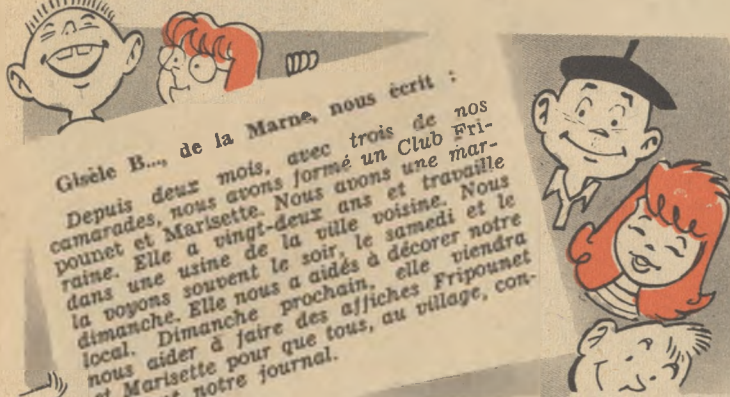 Gisèle B..., de la Marne, nous écrit :
Depuis deux mois, avec trois de nos
camarades, nous avons formé un Club Fri-
pounet et Marisette. Nous avons une mar-
raine. Elle a vingt-deux ans et travaille
dans une usine de la ville voisine. Nous
la voyons souvent le soir, le samedi et le
dimanche. Elle nous a aidés à décorer notre
local. Dimanche prochain, elle viendra
nous aider à faire des affiches Fripounet
et Marisette pour que tous, au village, con-
notre journal.